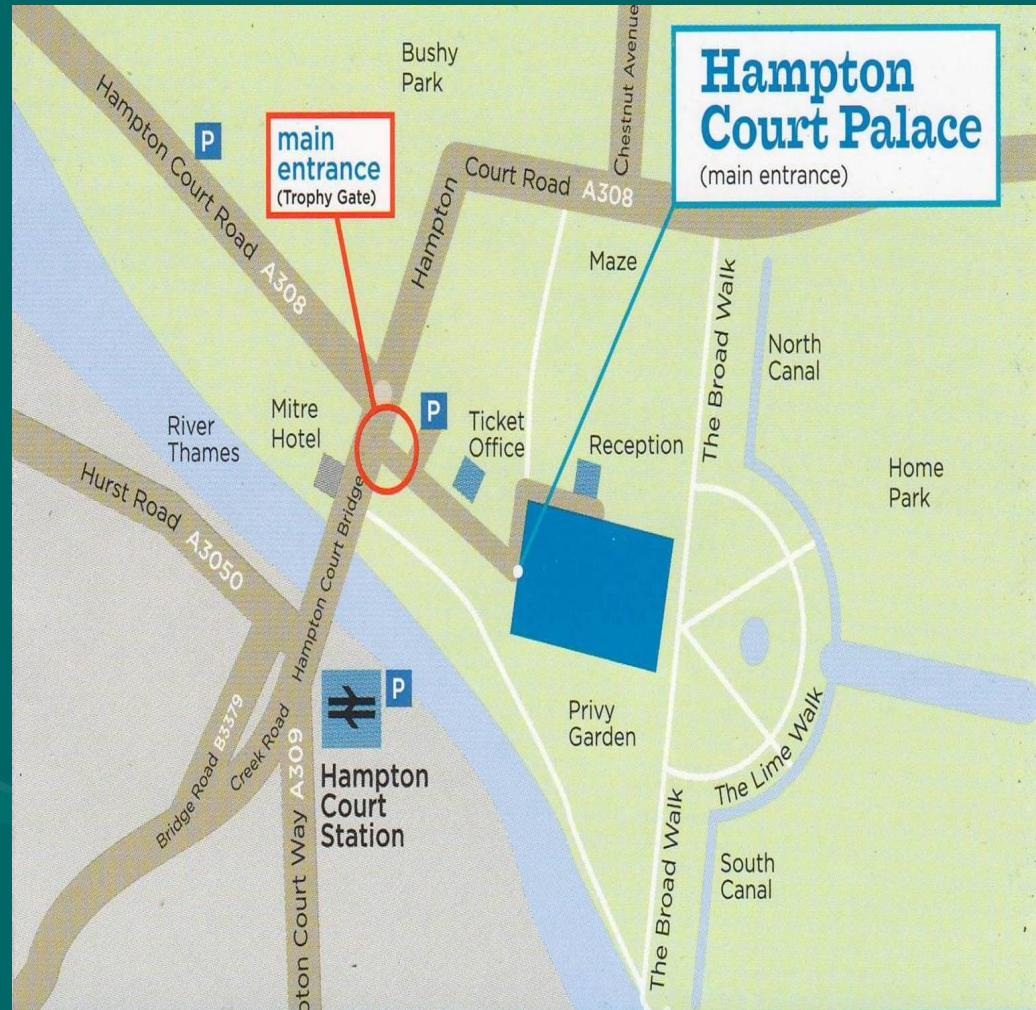 Hampton
Court Palace
(main entrance)
main
entrance
(Trophy Gate)
Bushy
Park
Chestnut Avenue
P
Hampton Court Road A308
Hampton
Court Road A308
Maze
The Broad Walk
North
Canal
Home
Park
River
Thames
Mitre
Hotel
P
Ticket
Office
Reception
Hurst Road A3050
Hampton Court Bridge
P
Hampton
Court
Station
Bridge Road B3379
Creek Road
pton Court Way A309
Privy
Garden
The Lime Walk
The Broad Walk
South
Canal